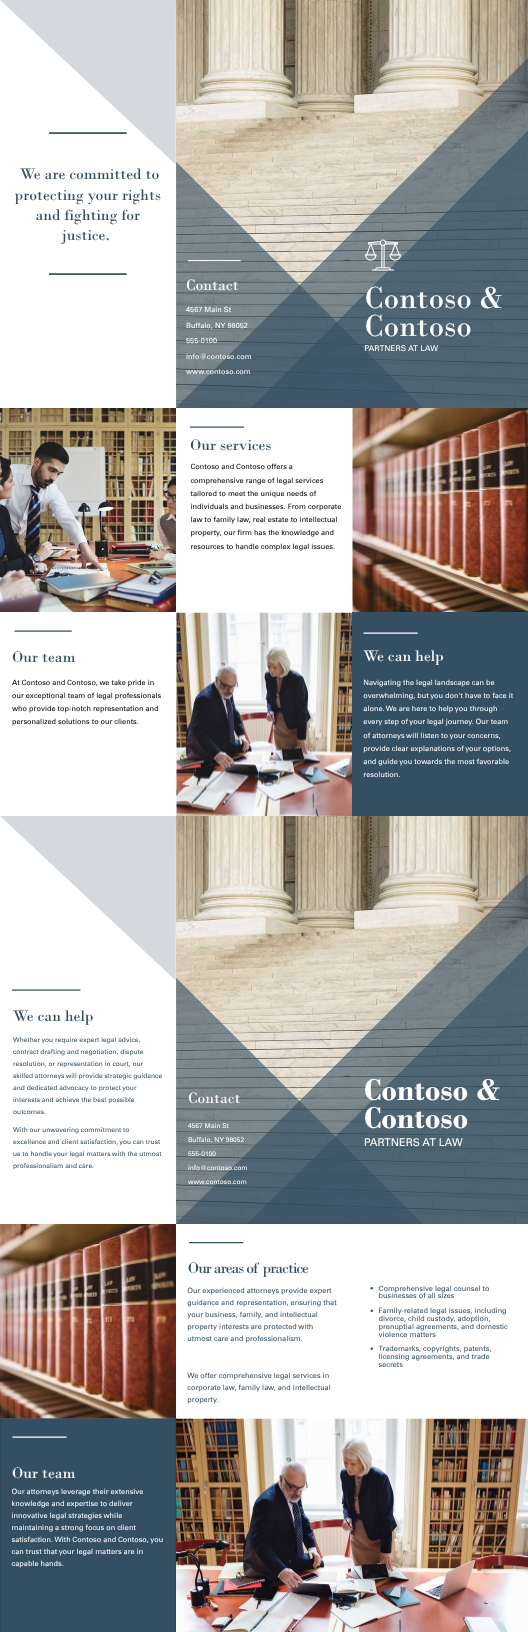 We are committed to
protecting your rights
and fighting for
justice.
Contact
4567 Main St
Buffalo, NY 98052
555-0100
info@contoso.com
www.contoso.com
Contoso &
Contoso
PARTNERS AT LAW
Our services
Contoso and Contoso offers a
comprehensive range of legal services
tailored to meet the unique needs of
individuals and businesses. From corporate
law to family law, real estate to intellectual
property, our firm has the knowledge and
resources to handle complex legal issues.
Our team
At Contoso and Contoso, we take pride in
our exceptional team of legal professionals
who provide top-notch representation and
personalized solutions to our clients.
We can help
Navigating the legal landscape can be
overwhelming, but you don't have to face it
alone. We are here to help you through
every step of your legal journey. Our team
of attorneys will listen to your concerns,
provide clear explanations of your options,
and guide you towards the most favorable
resolution.
We can help
Whether you require expert legal advice,
contract drafting and negotiation, dispute
resolution, or representation in court, our
skilled attorneys will provide strategic guidance
and dedicated advocacy to protect your
interests and achieve the best possible
outcomes.
With our unwavering commitment to
excellence and client satisfaction, you can trust
us to handle your legal matters with the utmost
professionalism and care.
Contact
4567 Main St
Buffalo, NY 98052
555-0100
info@contoso.com
www.contoso.com
Contoso &
Contoso
PARTNERS AT LAW
Our areas of practice
Our experienced attorneys provide expert
guidance and representation, ensuring that
your business, family, and intellectual
property interests are protected with
utmost care and professionalism.
We offer comprehensive legal services in
corporate law, family law, and intellectual
property.
• Comprehensive legal counsel to
businesses of all sizes
• Family-related legal issues, including
divorce, child custody, adoption,
prenuptial agreements, and domestic
violence matters
• Trademarks, copyrights, patents,
licensing agreements, and trade
secrets
Our team
Our attorneys leverage their extensive
knowledge and expertise to deliver
innovative legal strategies while
maintaining a strong focus on client
satisfaction. With Contoso and Contoso, you
can trust that your legal matters are in
capable hands.